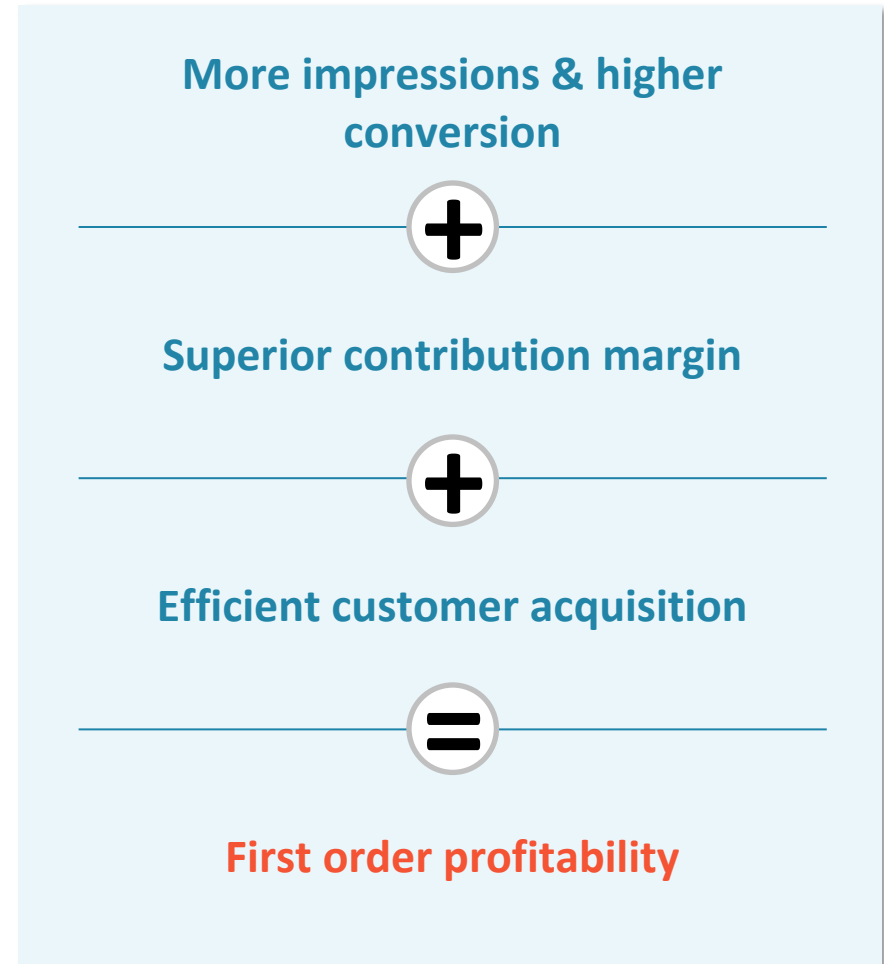 More impressions & higher
conversion
+
Superior contribution margin
+
Efficient customer acquisition
=
First order profitability